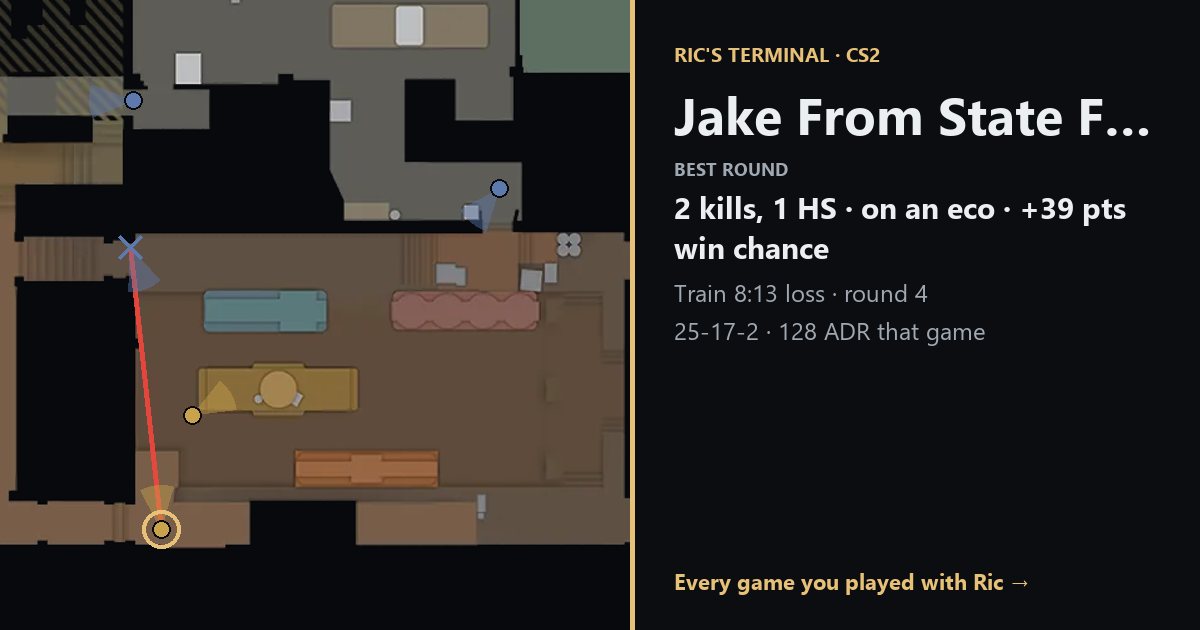 RIC'S TERMINAL · CS2
Jake From State F...
BEST ROUND
2 kills, 1 HS · on an eco · +39 pts
win chance
Train 8:13 loss · round 4
25-17-2 · 128 ADR that game
Every game you played with Ric →